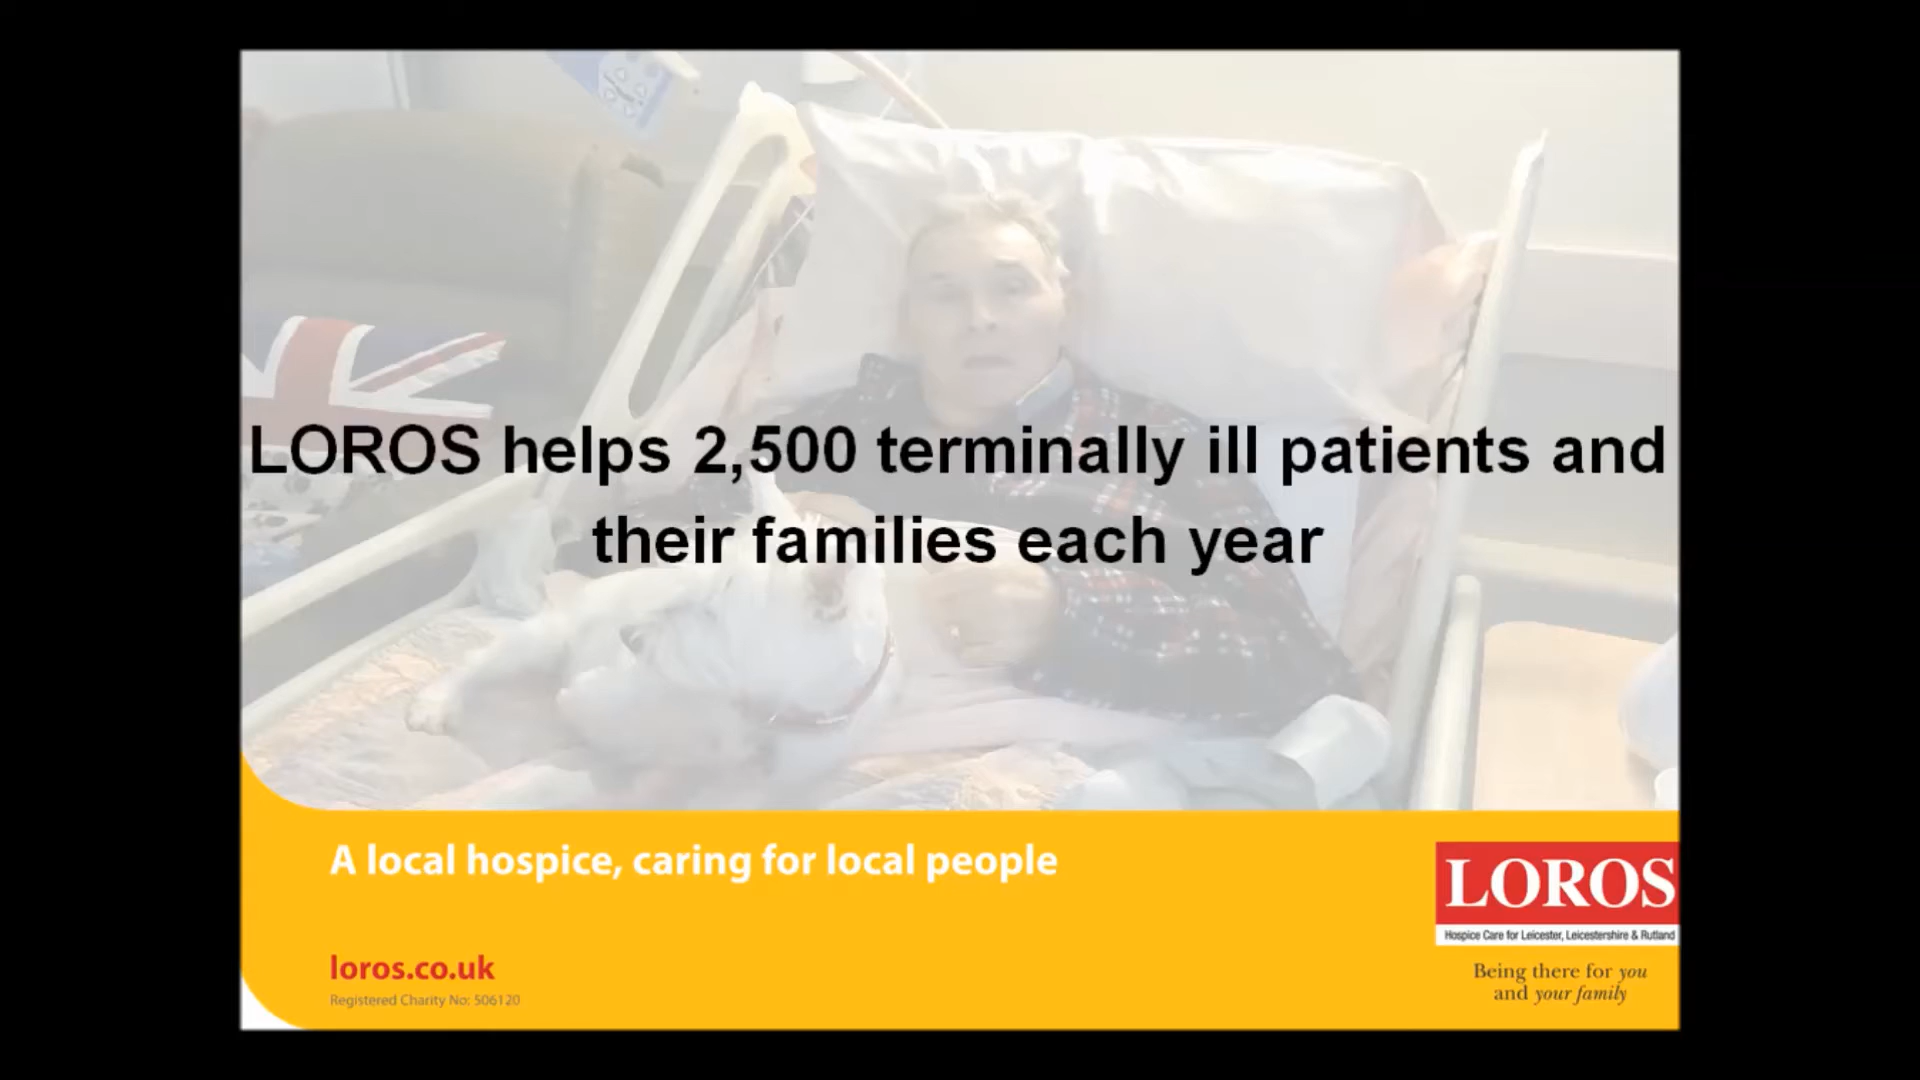 LOROS helps 2,500 terminally ill patients and
their families each year
A local hospice, caring for local people
LOROS
Hospice Care for Leicester, Leicestershire & Rutland
loros.co.uk
Being there for you
and your family
Registered Charity No: 506120